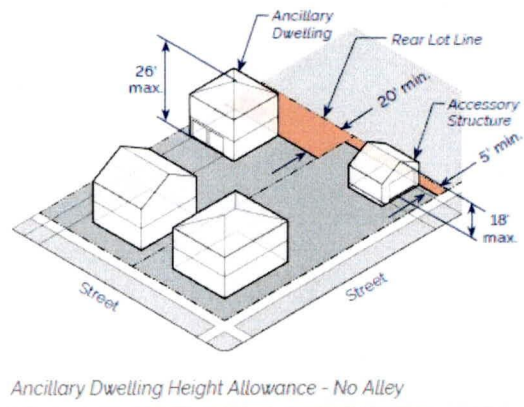 Ancillary
Dwelling
Rear Lot Line
26'
max.
20' min.
Accessory
Structure
5' min.
18'
max.
Street
Street
Ancillary Dwelling Height Allowance - No Alley